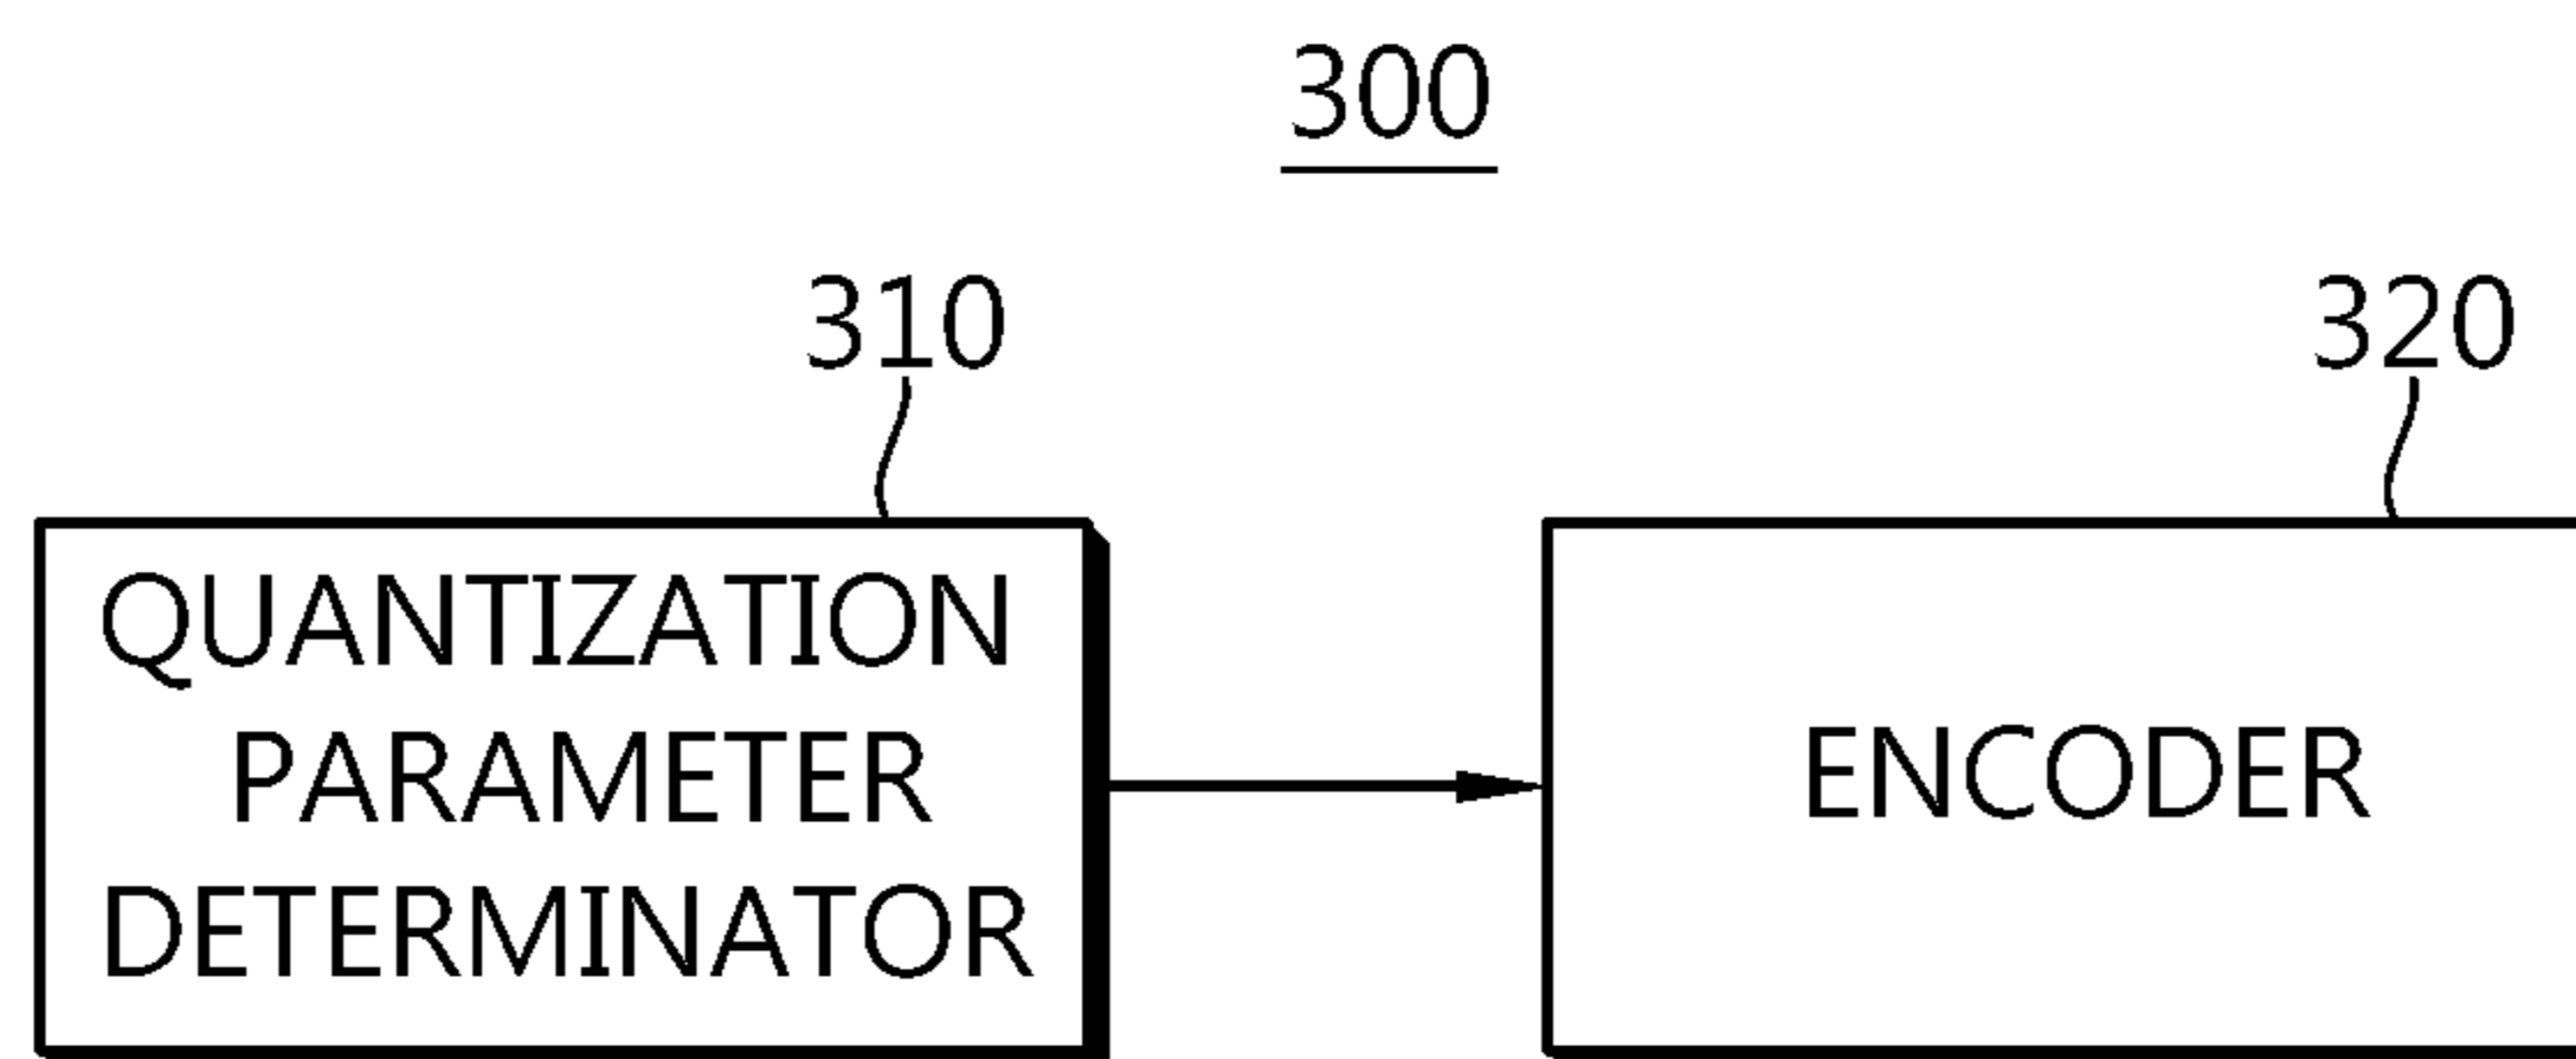 300
310
320
QUANTIZATION
PARAMETER
DETERMINATOR
ENCODER